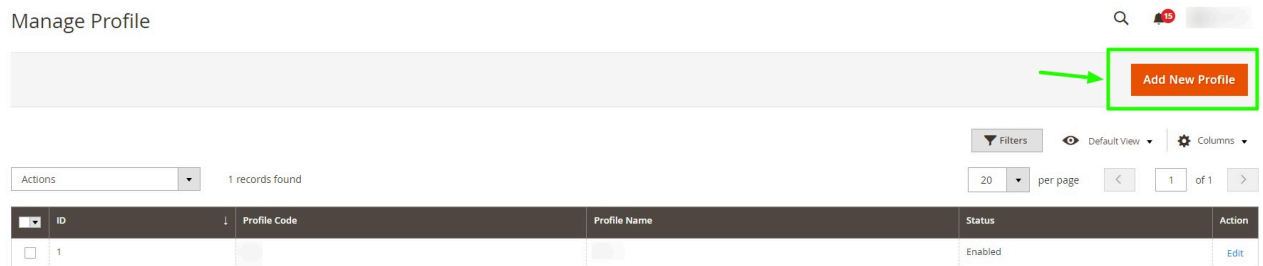 Manage Profile
15
Add New Profile
Filters Default View Columns
Actions 1 records found 20 per page 1 of 1
ID ↓ Profile Code Profile Name Status Action
1 Enabled Edit